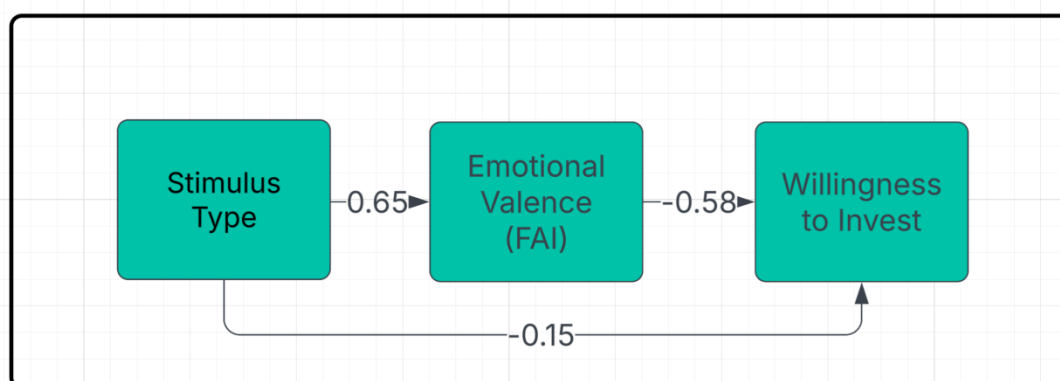 Stimulus
Type
0.65
Emotional
Valence
(FAI)
-0.58
Willingness
to Invest
-0.15